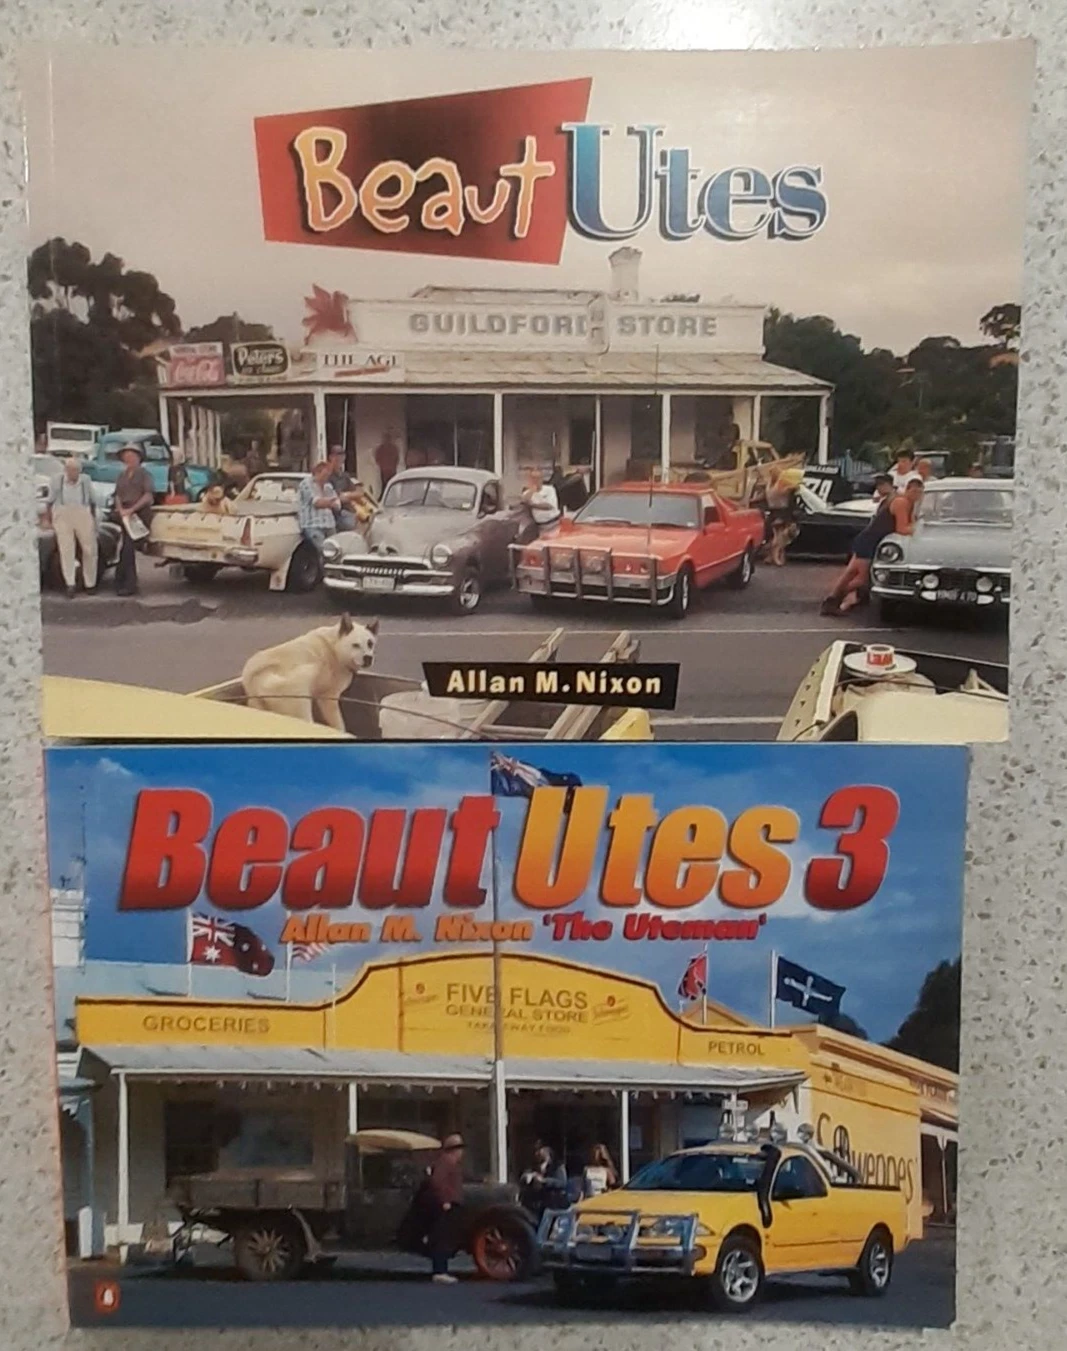 Beaut Utes
GUILDFORD STORE
Coca-Cola
Peters
THE AGE
Allan M. Nixon
Beaut Utes 3
Allan M. Nixon 'The Uteman'
FIVE FLAGS
GENERAL STORE
TAKE AWAY FOOD
GROCERIES
PETROL